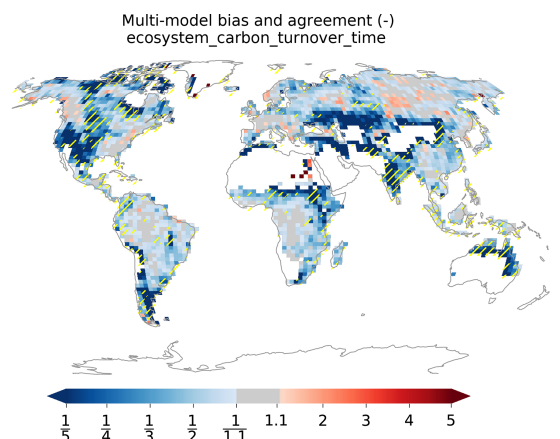 Multi-model bias and agreement (-)
ecosystem_carbon_turnover_time
1/5 1/4 1/3 1/2 1/1.1 1.1 2 3 4 5